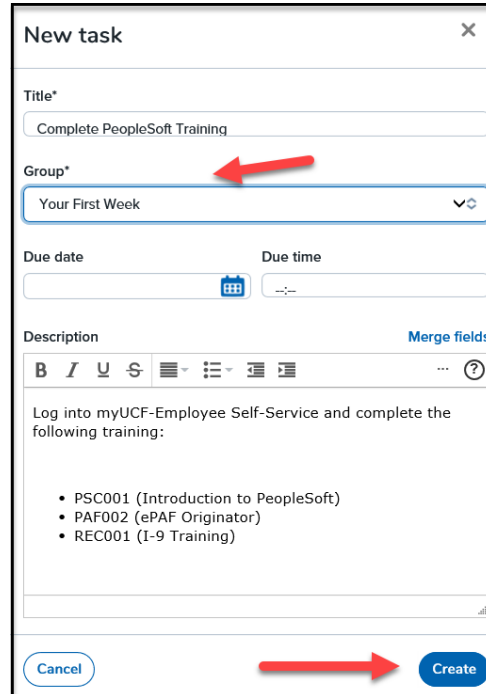 New task
Title*
Complete PeopleSoft Training
Group*
Your First Week
Due date Due time
--:--
Description Merge fields
B I U S ... ?
Log into myUCF-Employee Self-Service and complete the
following training:
• PSC001 (Introduction to PeopleSoft)
• PAF002 (ePAF Originator)
• REC001 (I-9 Training)
Cancel Create